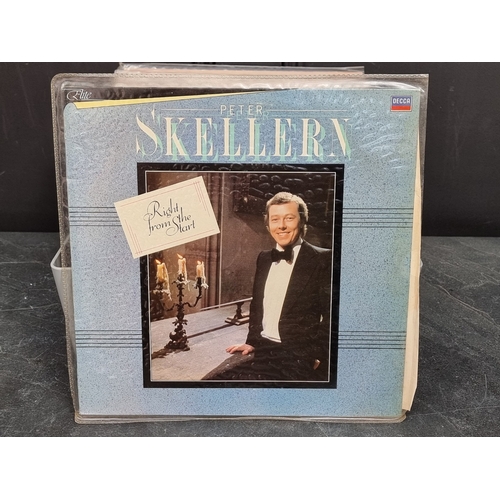 Elite
DECCA
PETER
SKELLERN
Right
from the
Start